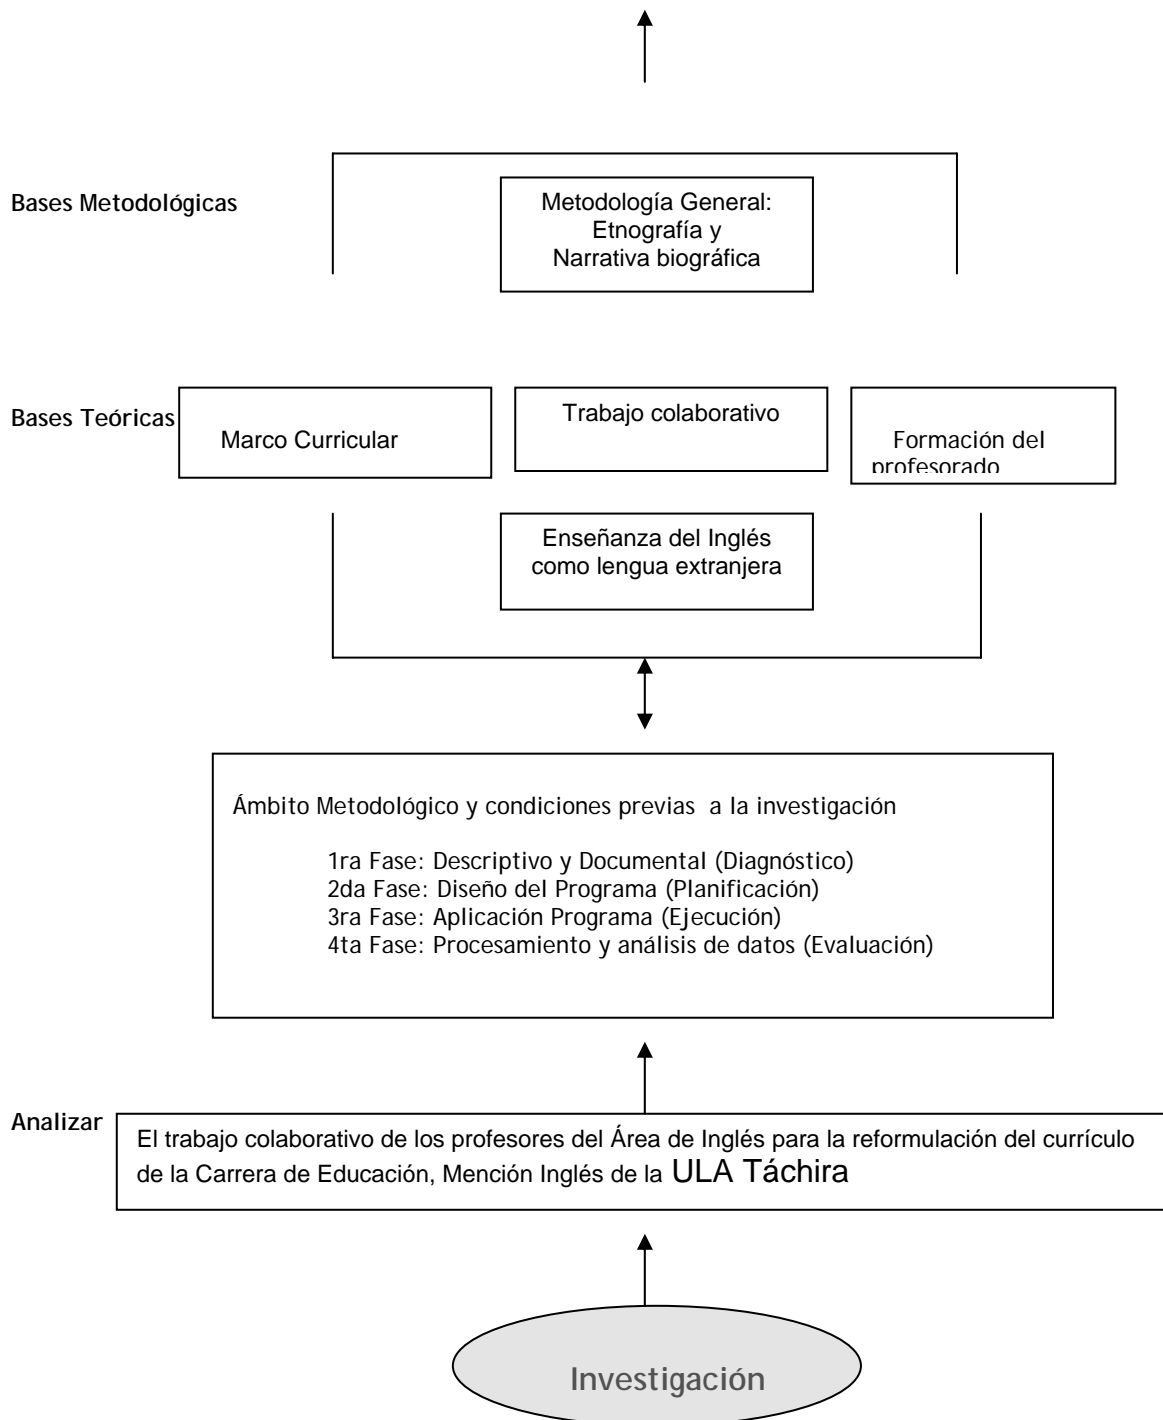 Bases Metodológicas
Metodología General:
Etnografía y
Narrativa biográfica
Bases Teóricas
Marco Curricular
Trabajo colaborativo
Formación del
profesorado
Enseñanza del Inglés
como lengua extranjera
Ámbito Metodológico y condiciones previas a la investigación
1ra Fase: Descriptivo y Documental (Diagnóstico)
2da Fase: Diseño del Programa (Planificación)
3ra Fase: Aplicación Programa (Ejecución)
4ta Fase: Procesamiento y análisis de datos (Evaluación)
Analizar
El trabajo colaborativo de los profesores del Área de Inglés para la reformulación del currículo
de la Carrera de Educación, Mención Inglés de la ULA Táchira
Investigación